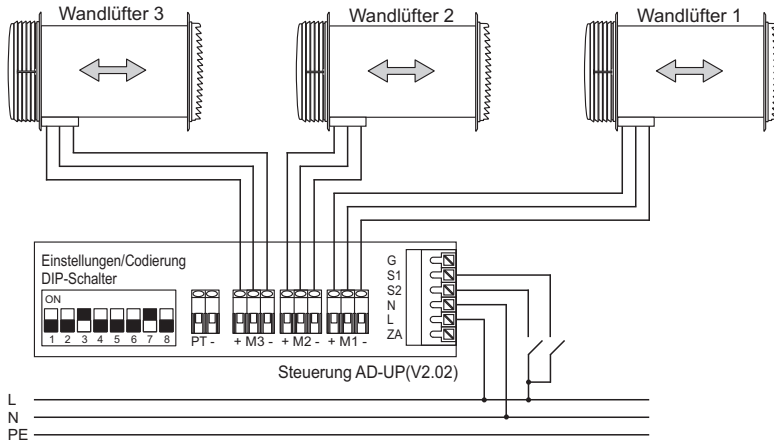 Wandlüfter 3
Wandlüfter 2
Wandlüfter 1
Einstellungen/Codierung
DIP-Schalter
ON
1 2 3 4 5 6 7 8
PT - + M3 - + M2 - + M1 -
G
S1
S2
N
L
ZA
Steuerung AD-UP(V2.02)
L
N
PE